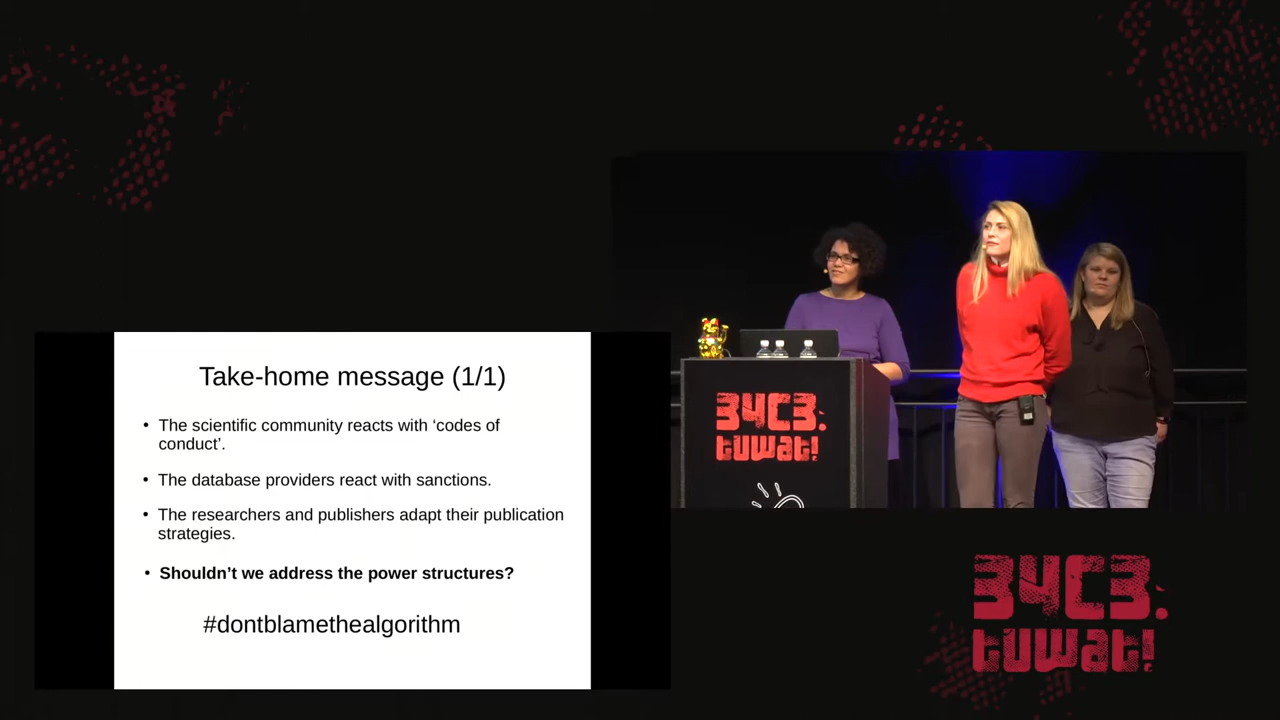 Take-home message (1/1)
• The scientific community reacts with ‘codes of
conduct’.
• The database providers react with sanctions.
• The researchers and publishers adapt their publication
strategies.
• Shouldn’t we address the power structures?
#dontblamethealgorithm
34C3:
tuwat!
34C3.
tuwat!